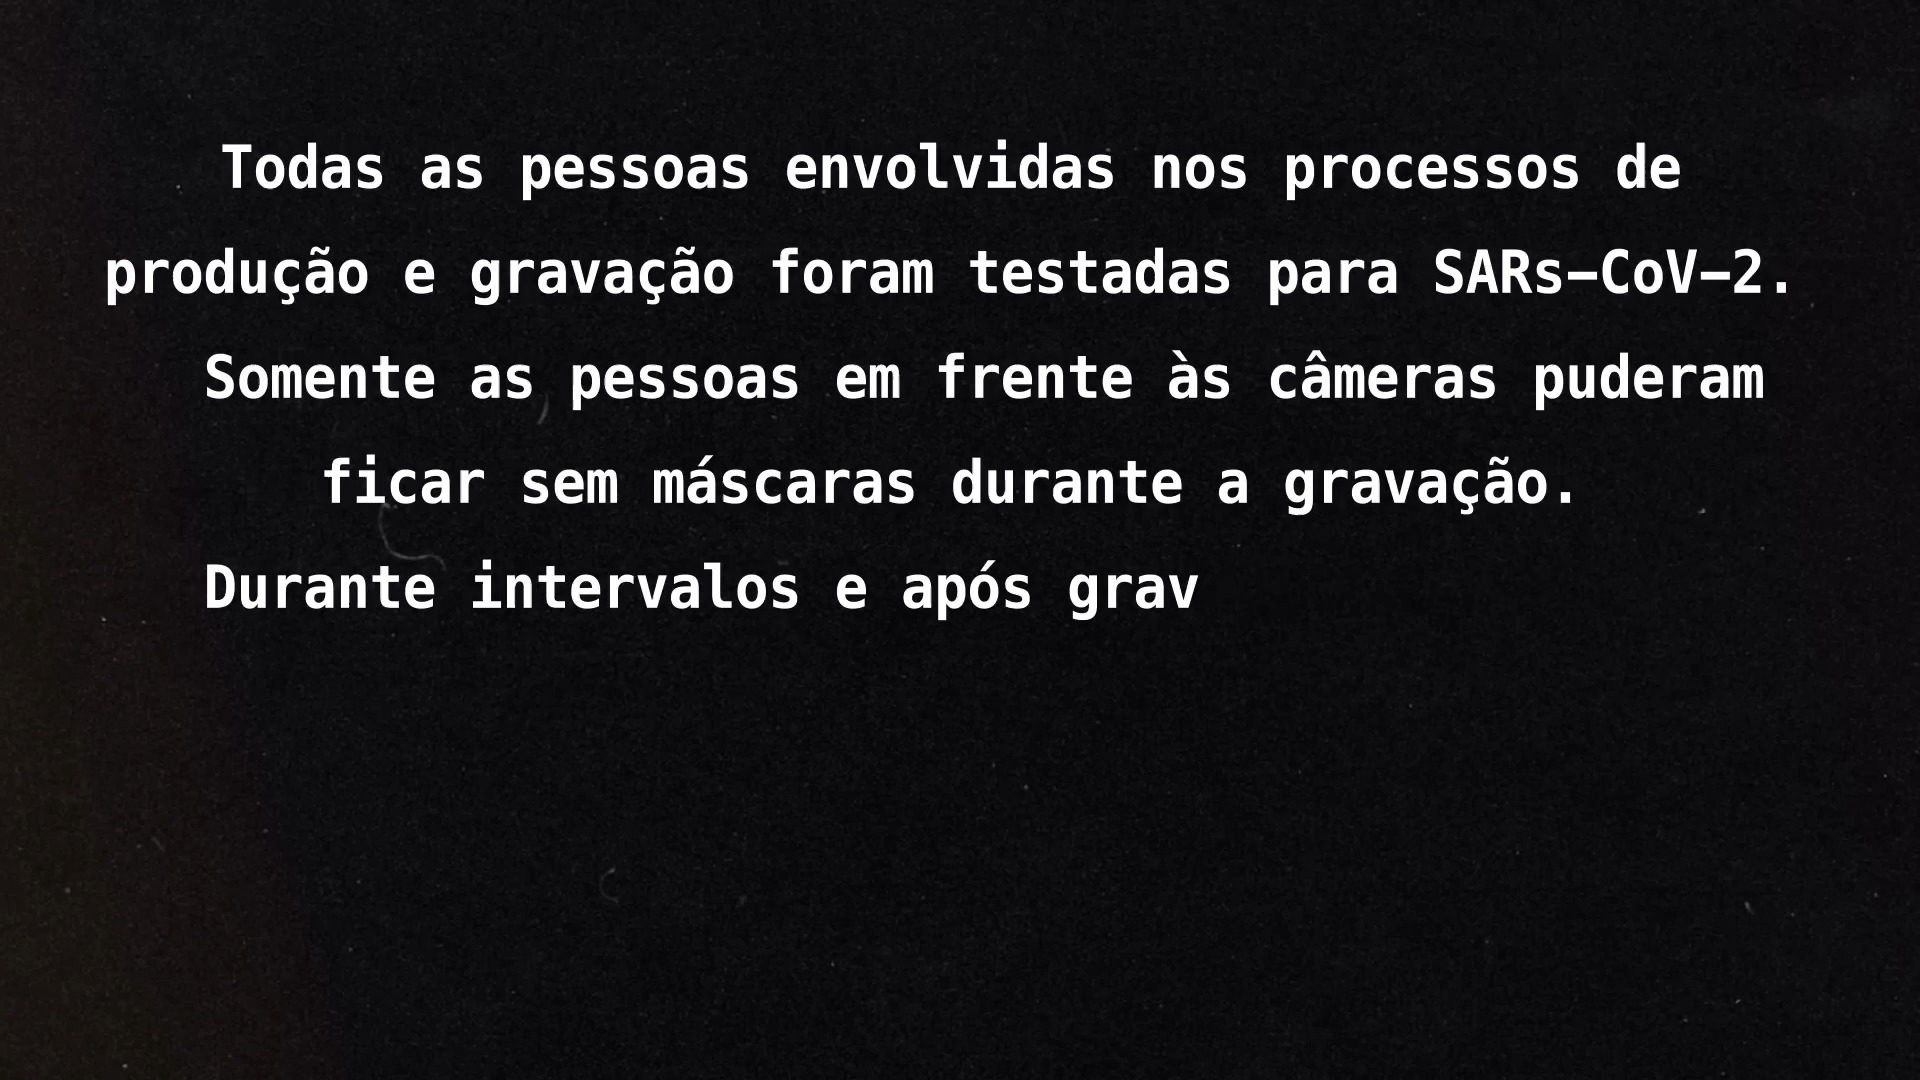 Todas as pessoas envolvidas nos processos de
produção e gravação foram testadas para SARs-CoV-2.
Somente as pessoas em frente às câmeras puderam
ficar sem máscaras durante a gravação.
Durante intervalos e após grav